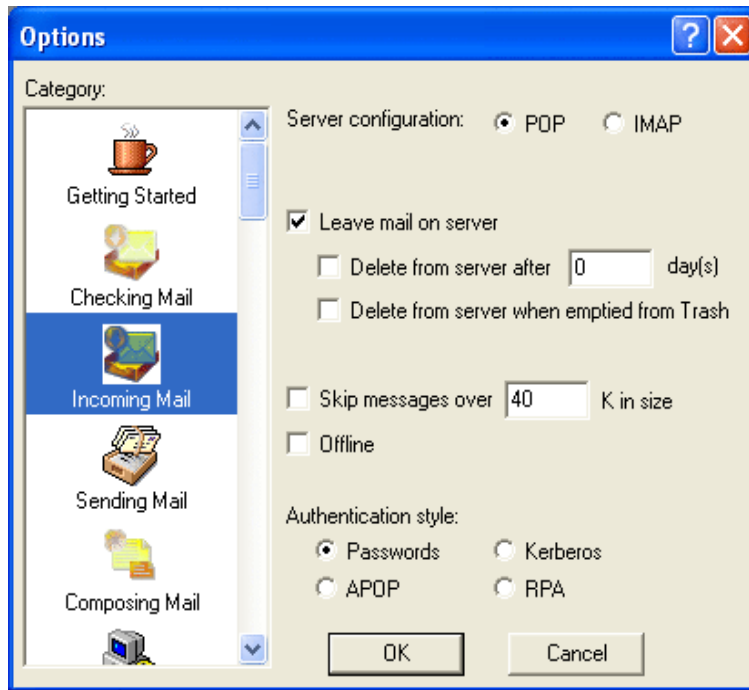 Options
Category:
Getting Started
Checking Mail
Incoming Mail
Sending Mail
Composing Mail
Server configuration: POP IMAP
Leave mail on server
Delete from server after 0 day(s)
Delete from server when emptied from Trash
Skip messages over 40 K in size
Offline
Authentication style:
Passwords Kerberos
APOP RPA
OK Cancel